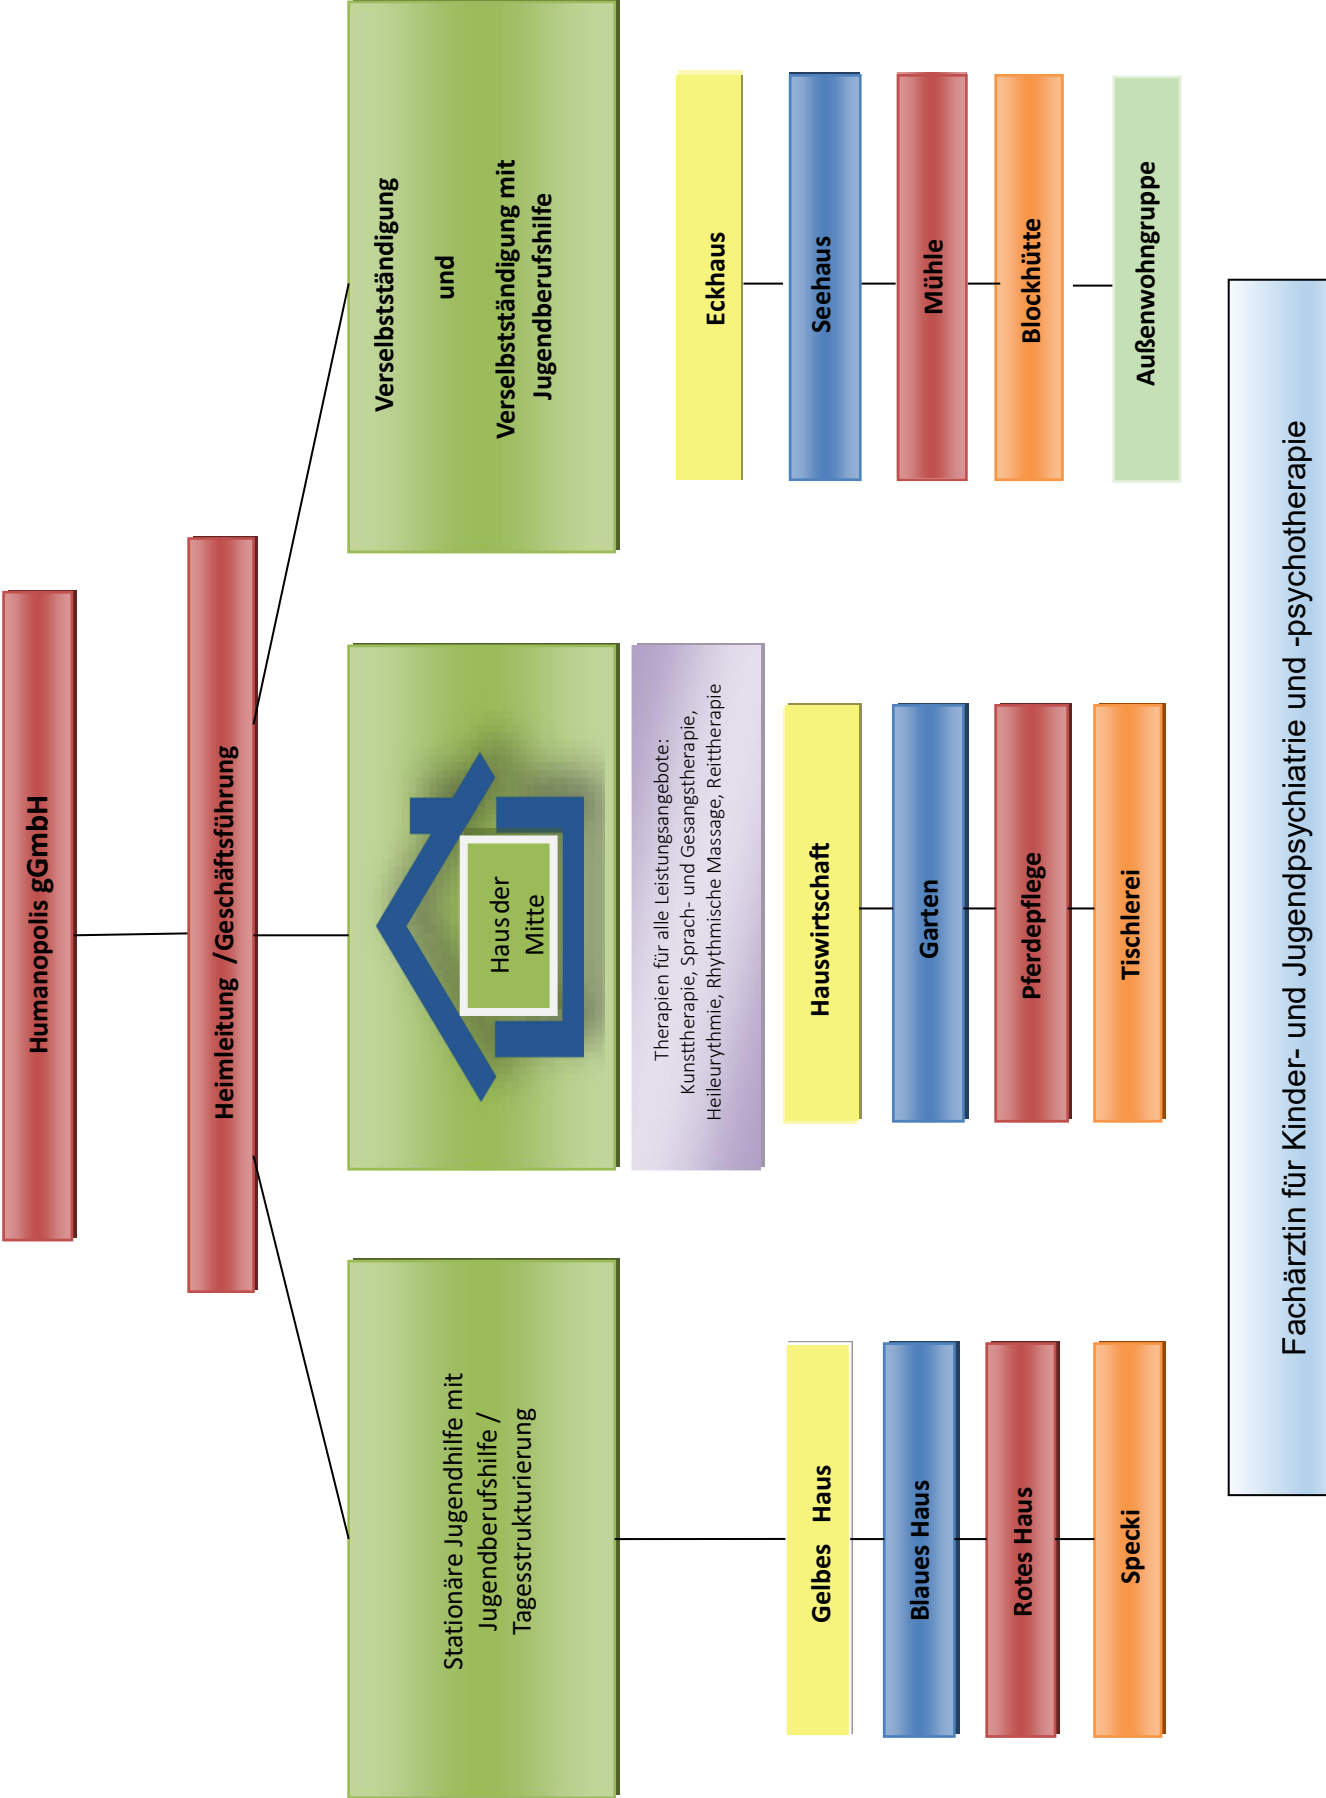 Humanopolis gGmbH
Heimleitung /Geschäftsführung
Stationäre Jugendhilfe mit
Jugendberufshilfe /
Tagesstrukturierung
Gelbes Haus
Blaues Haus
Rotes Haus
Specki
Haus der
Mitte
Therapien für alle Leistungsangebote:
Kunsttherapie, Sprach- und Gesangstherapie,
Heileurythmie, Rhythmische Massage, Reittherapie
Hauswirtschaft
Garten
Pferdepflege
Tischlerei
Verselbstständigung
und
Verselbstständigung mit
Jugendberufshilfe
Eckhaus
Seehaus
Mühle
Blockhütte
Außenwohngruppe
Fachärztin für Kinder- und Jugendpsychiatrie und -psychotherapie